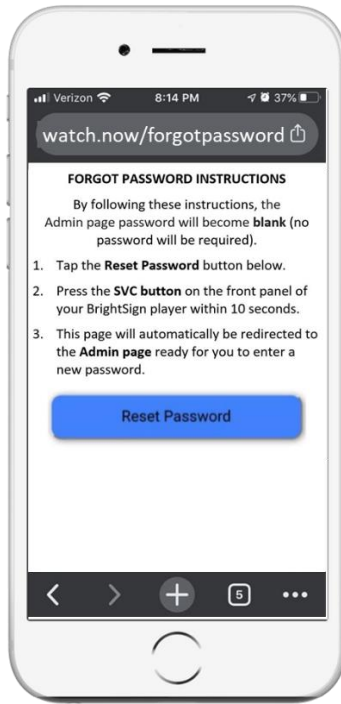 Verizon 8:14 PM 37%
watch.now/forgotpassword
FORGOT PASSWORD INSTRUCTIONS
By following these instructions, the
Admin page password will become blank (no
password will be required).
1. Tap the Reset Password button below.
2. Press the SVC button on the front panel of
your BrightSign player within 10 seconds.
3. This page will automatically be redirected to
the Admin page ready for you to enter a
new password.
Reset Password
5